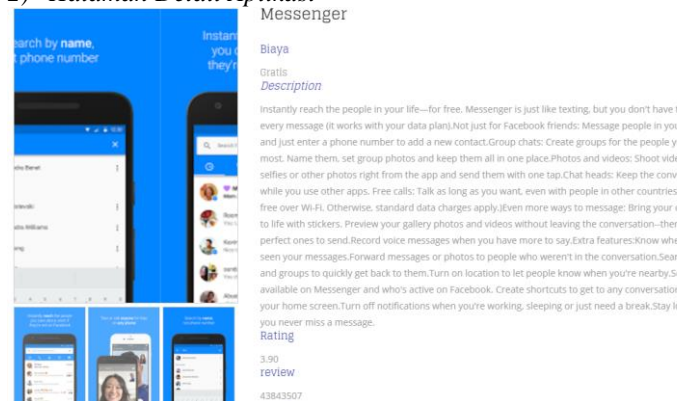 Halaman Detail Aplikasi
Messenger
earch by name,
phone number
Instan
you
they're
Biaya
Gratis
Description
Instantly reach the people in your life—for free. Messenger is just like texting, but you don't have
every message (it works with your data plan).Not just for Facebook friends: Message people in you
and just enter a phone number to add a new contact.Group chats: Create groups for the people y
most. Name them, set group photos and keep them all in one place.Photos and videos: Shoot vide
selfies or other photos right from the app and send them with one tap.Chat heads: Keep the conv
while you use other apps. Free calls: Talk as long as you want, even with people in other countries
free over Wi-Fi. Otherwise, standard data charges apply.)Even more ways to message: Bring your
to life with stickers. Preview your gallery photos and videos without leaving the conversation--ther
perfect ones to send.Record voice messages when you have more to say.Extra features:Know whe
seen your messages.Forward messages or photos to people who weren't in the conversation.Sear
and groups to quickly get back to them.Turn on location to let people know when you're nearby.S
available on Messenger and who's active on Facebook. Create shortcuts to get to any conversation
your home screen.Turn off notifications when you're working, sleeping or just need a break.Stay lo
you never miss a message.
Rating
3.90
review
43843507